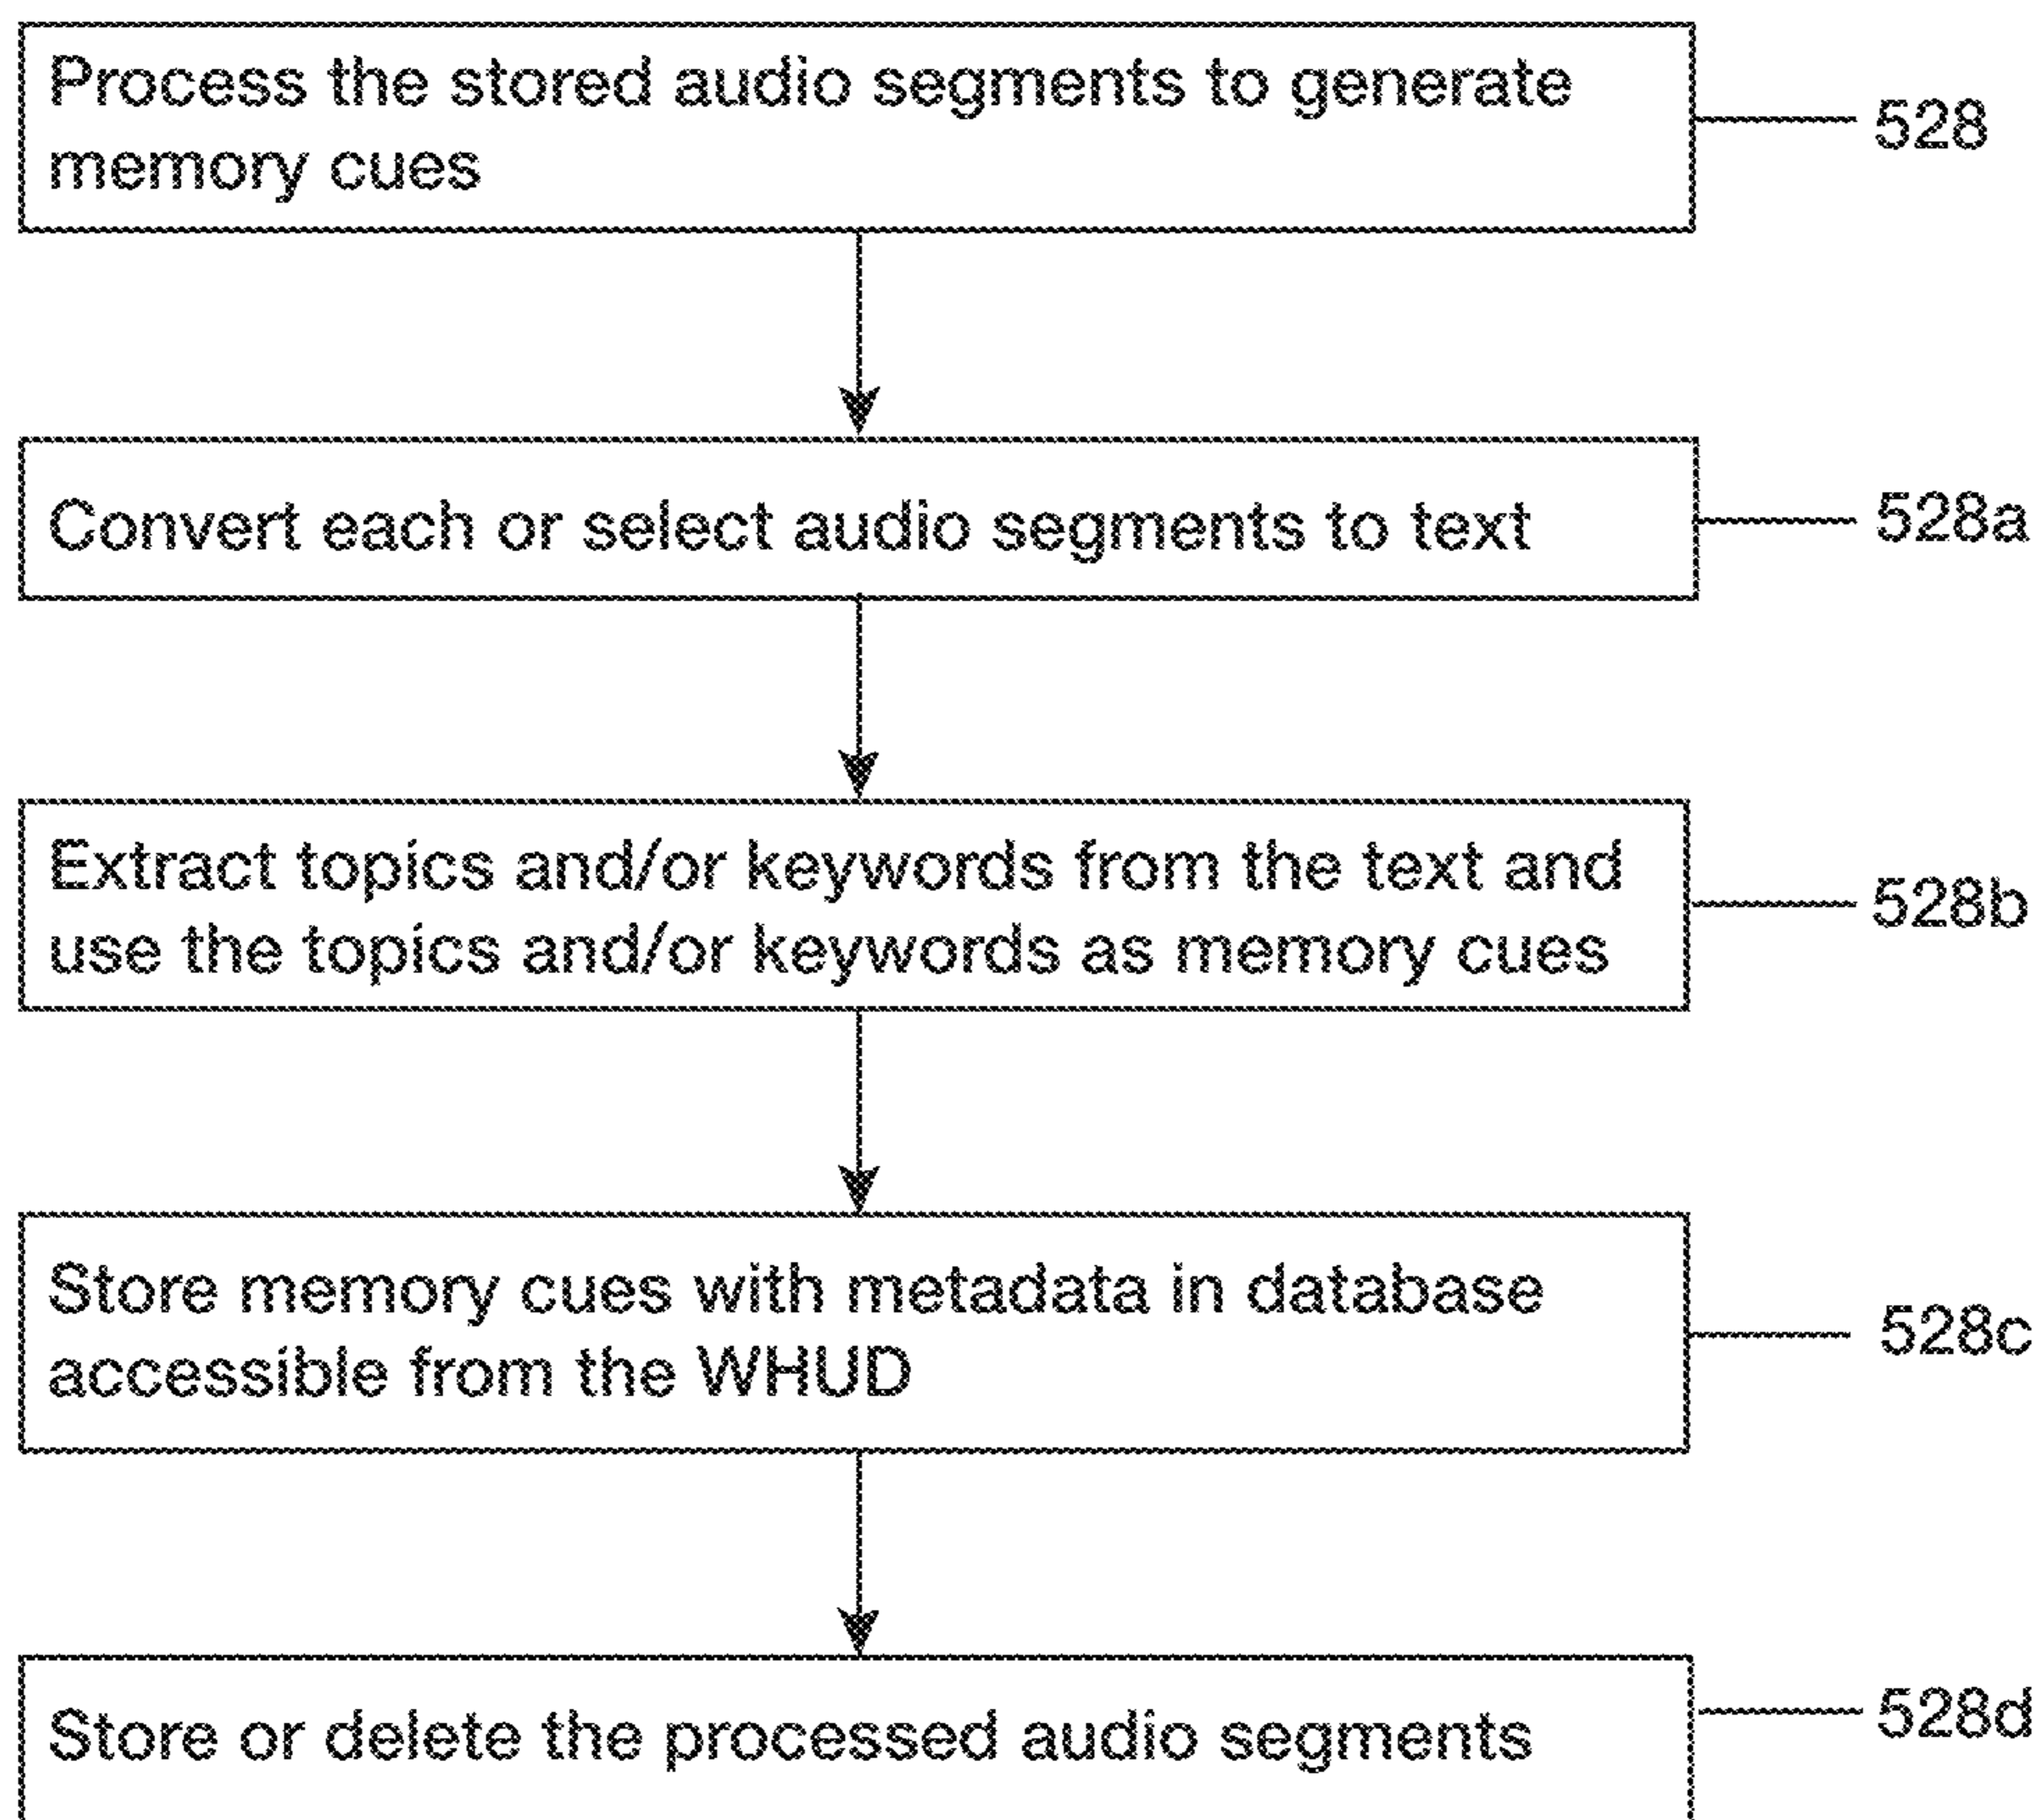 Process the stored audio segments to generate
memory cues
528
Convert each or select audio segments to text
528a
Extract topics and/or keywords from the text and
use the topics and/or keywords as memory cues
528b
Store memory cues with metadata in database
accessible from the WHUD
528c
Store or delete the processed audio segments
528d